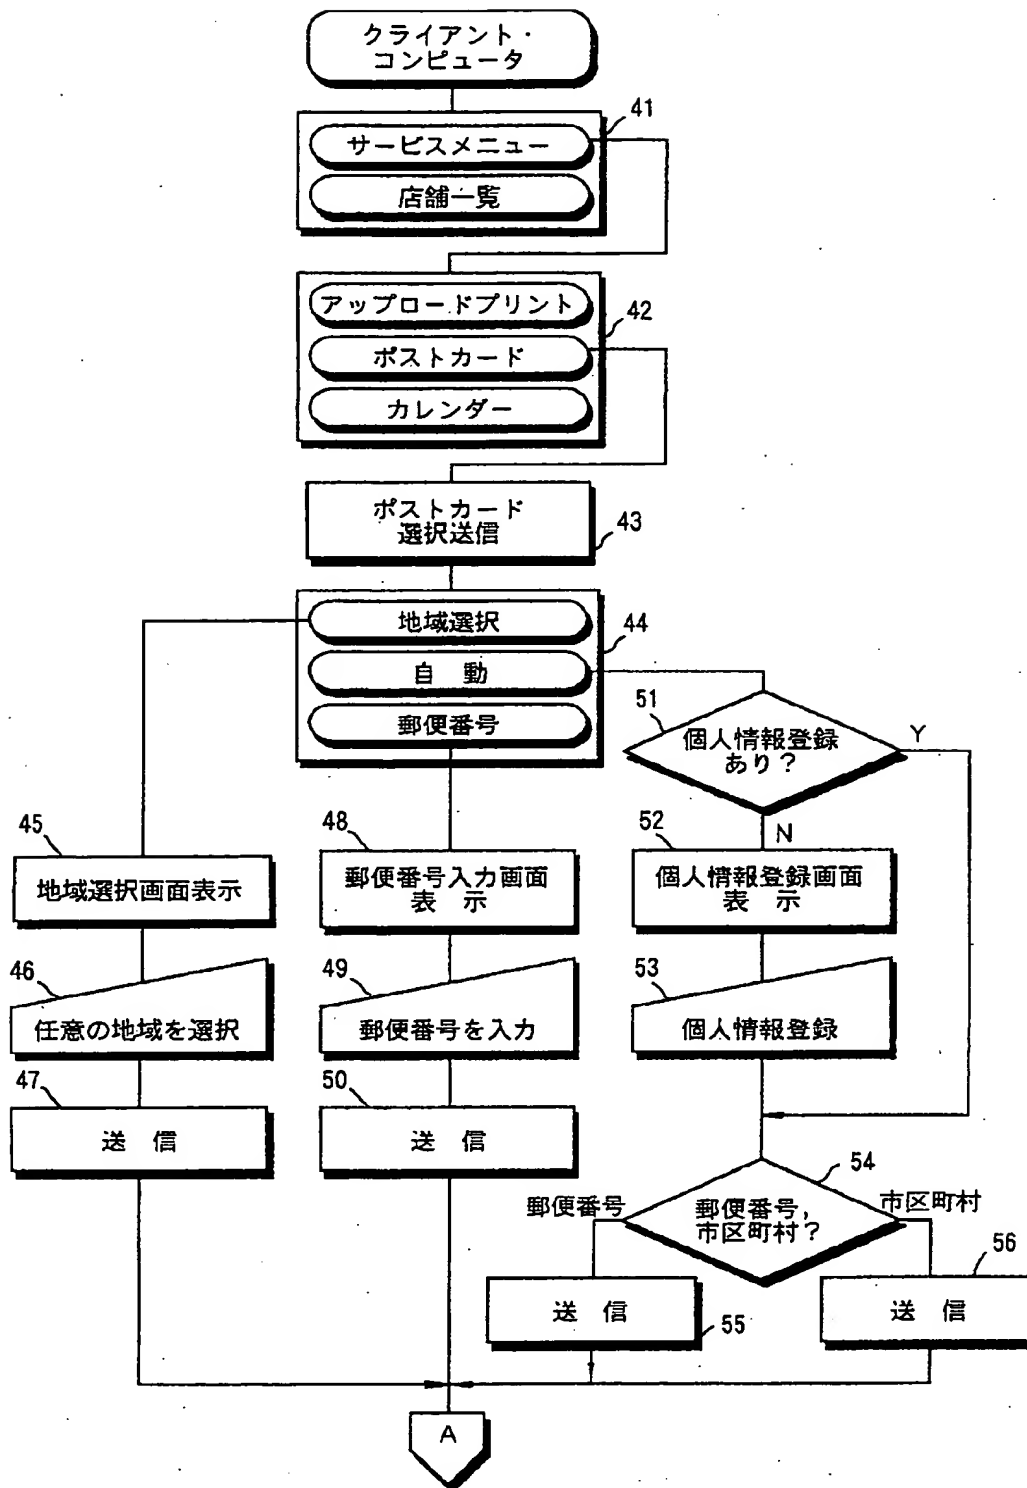 クライアント・
コンピュータ
41
サービスメニュー
店舗一覧
アップロードプリント
42
ポストカード
カレンダー
ポストカード
選択送信
43
地域選択
44
自 動
郵便番号
51
個人情報登録
あり?
Y
N
45
地域選択画面表示
48
郵便番号入力画面
表 示
52
個人情報登録画面
表 示
46
任意の地域を選択
49
郵便番号を入力
53
個人情報登録
47
送 信
50
送 信
54
郵便番号
郵便番号,
市区町村?
市区町村
送 信
55
56
送 信
A